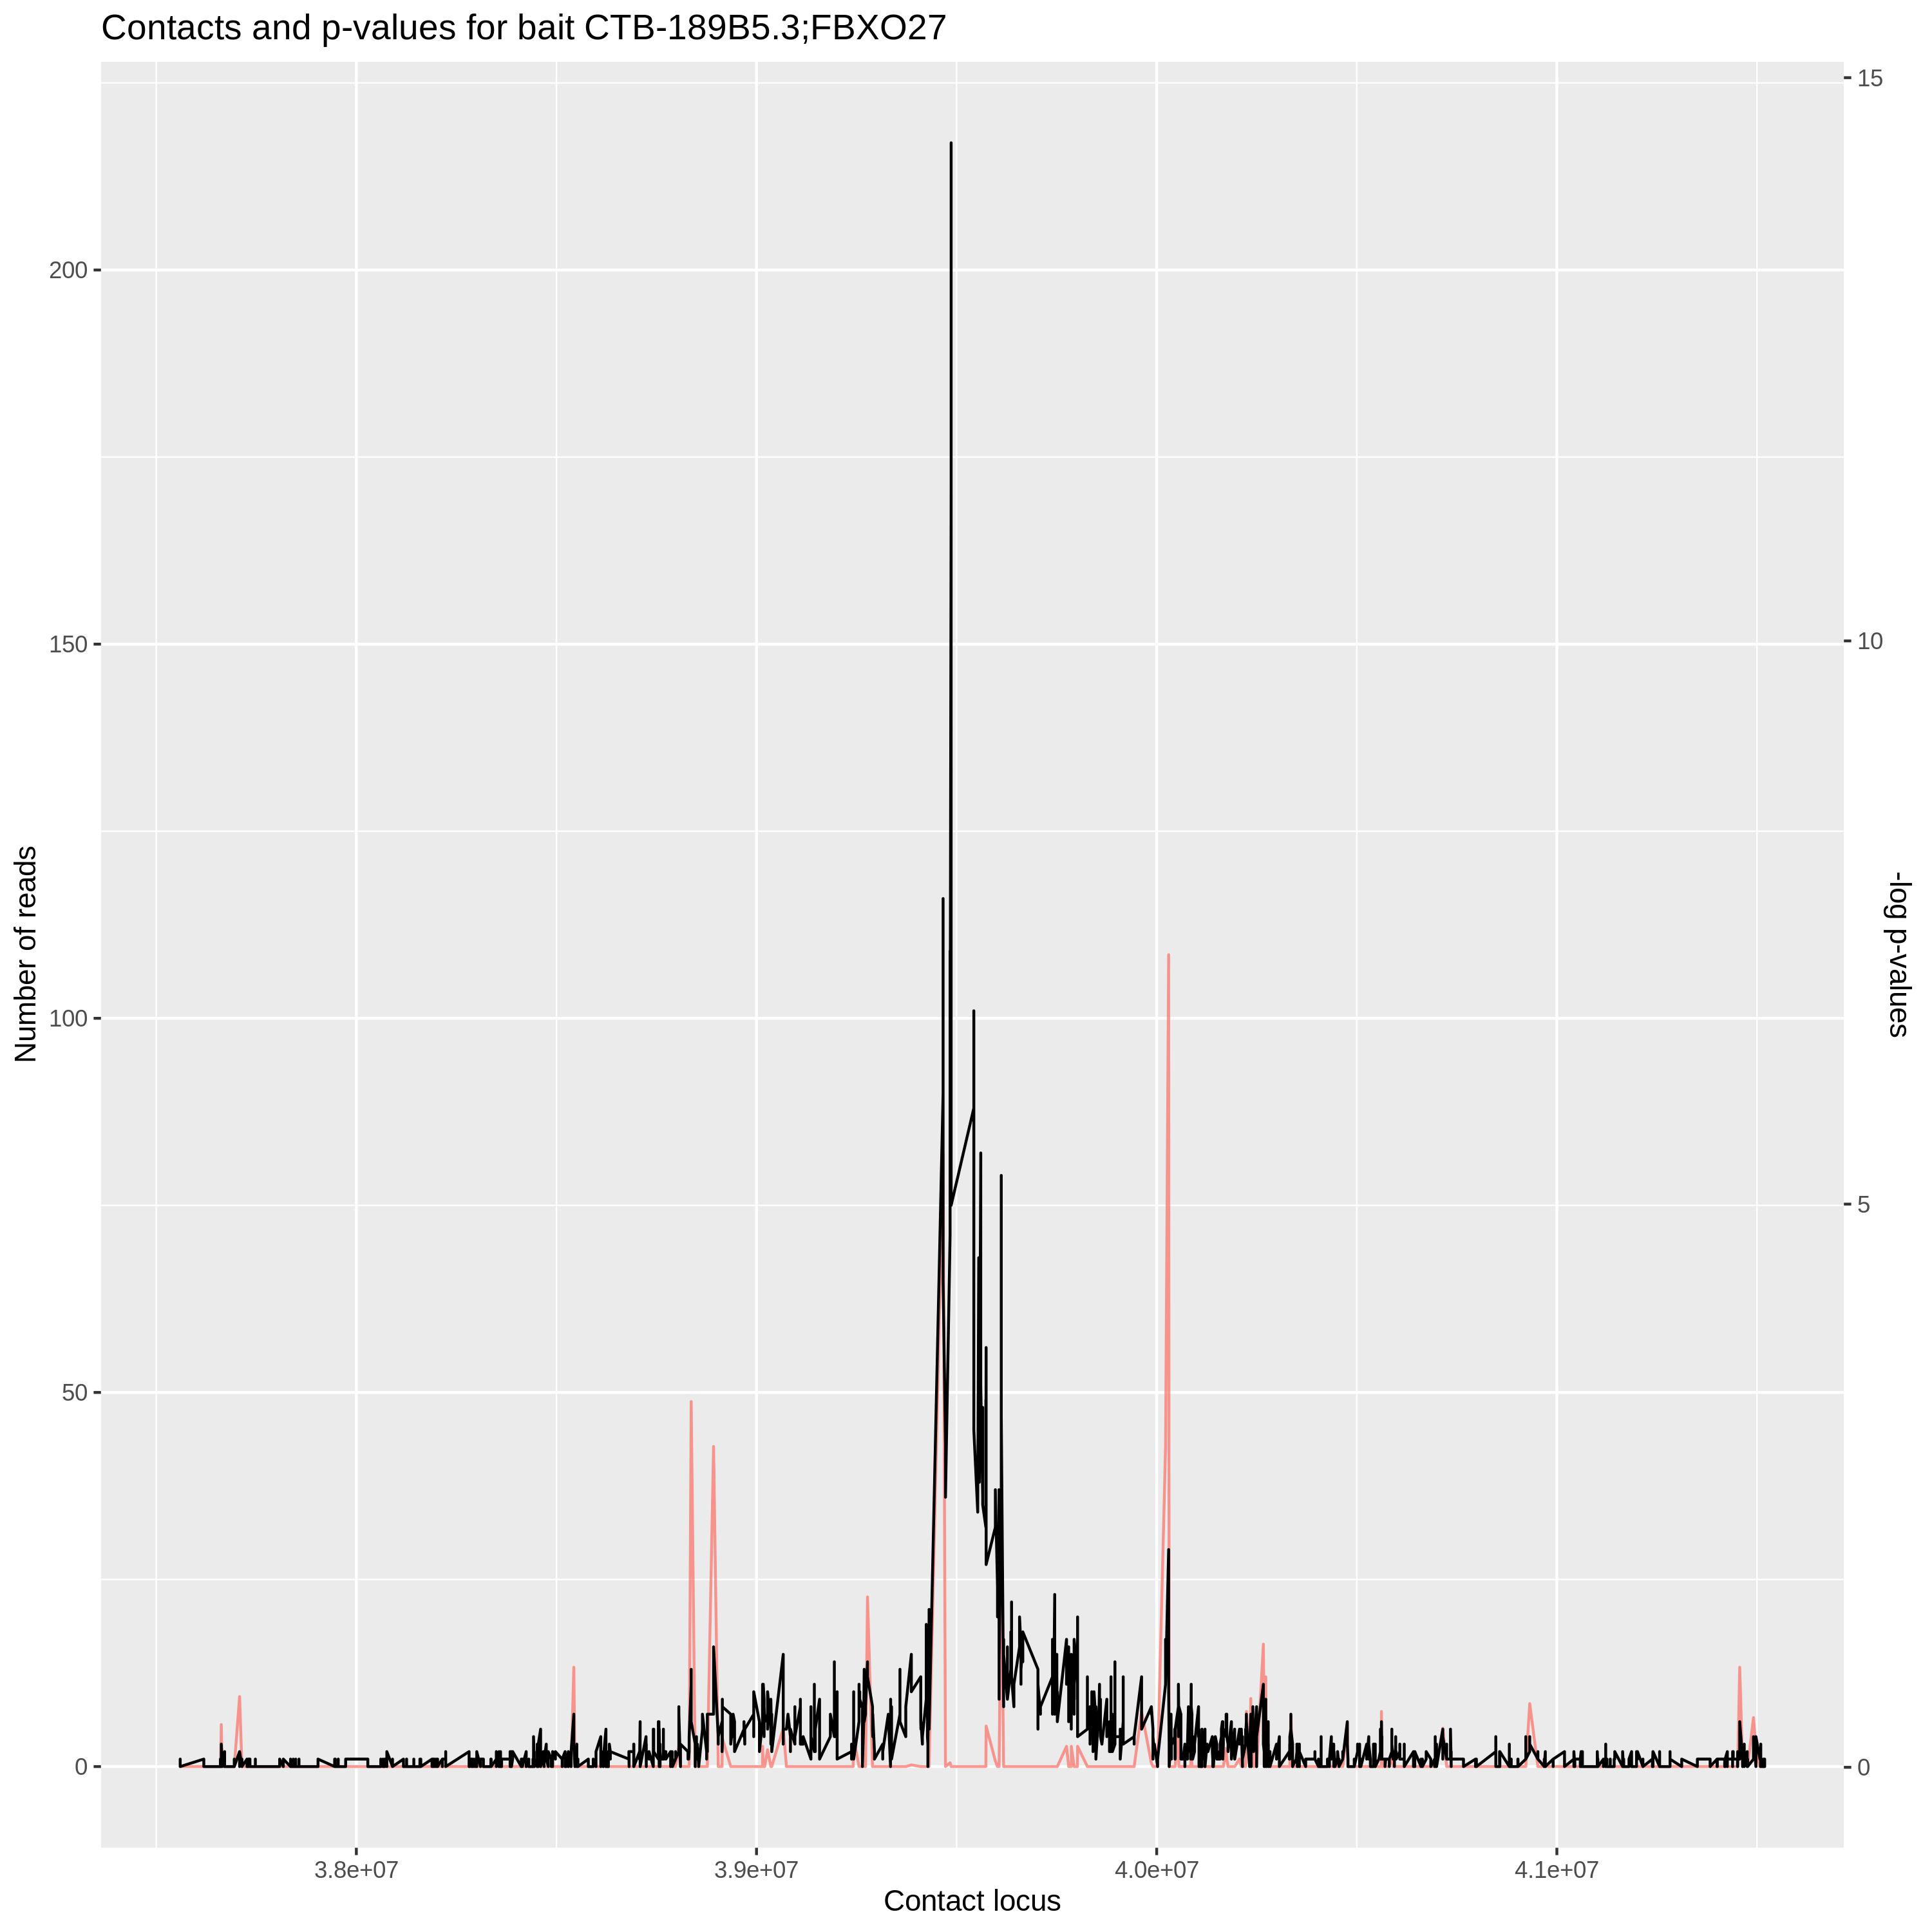 Contacts and p-values for bait CTB-189B5.3;FBXO27
200
150
100
50
0
Number of reads
15
10
5
0
-log p-values
3.8e+07 3.9e+07 4.0e+07 4.1e+07
Contact locus